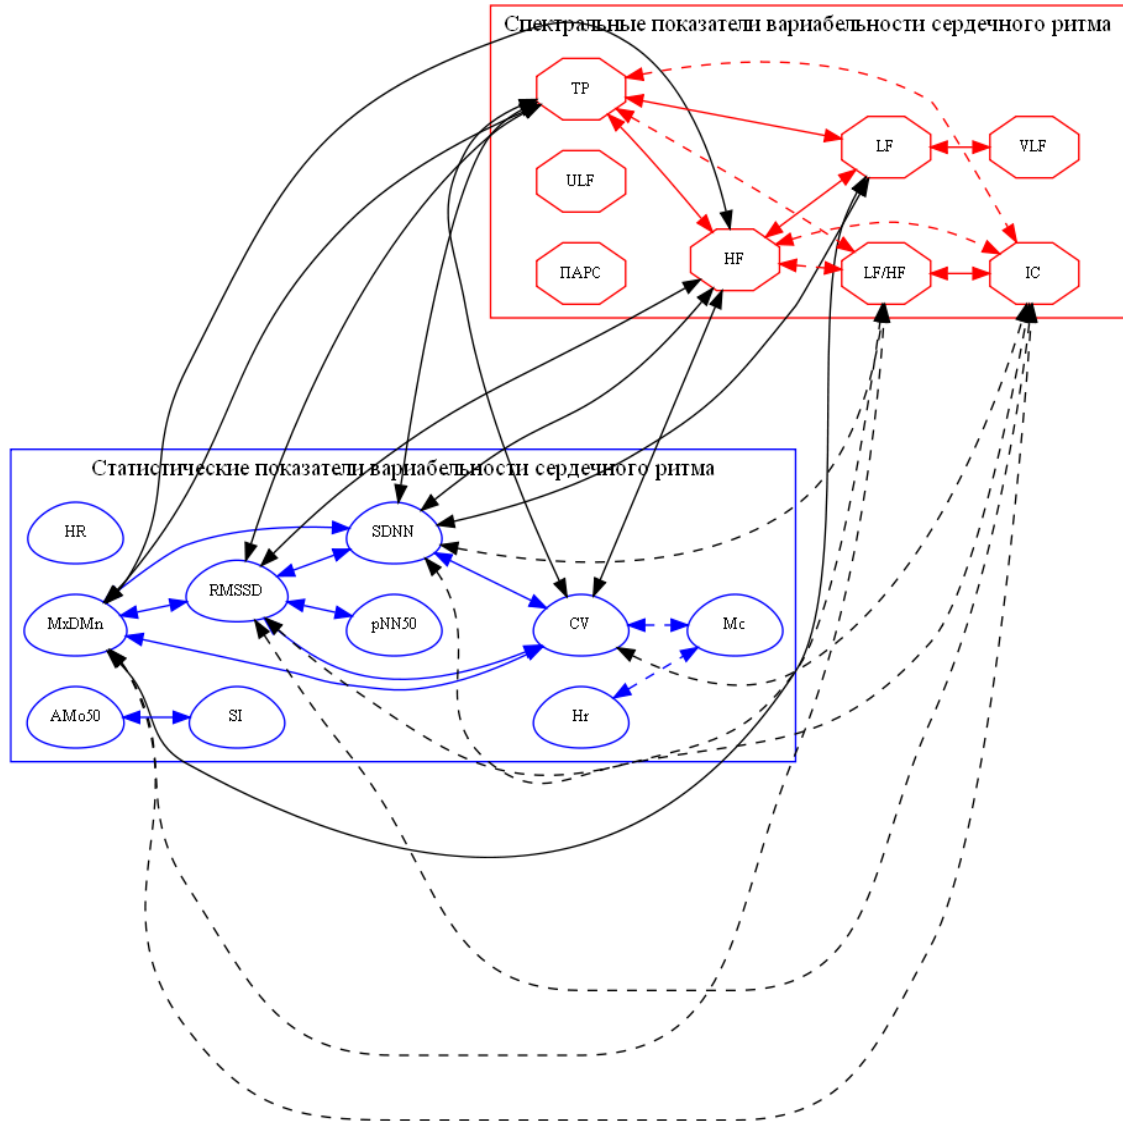 Спектральные показатели вариабельности сердечного ритма
TP
LF
VLF
ULF
HF
ПАРС
LF/HF
IC
Статистические показатели вариабельности сердечного ритма
HR
SDNN
RMSSD
MxDMn
pNN50
CV
Mc
AMo50
SI
Hr